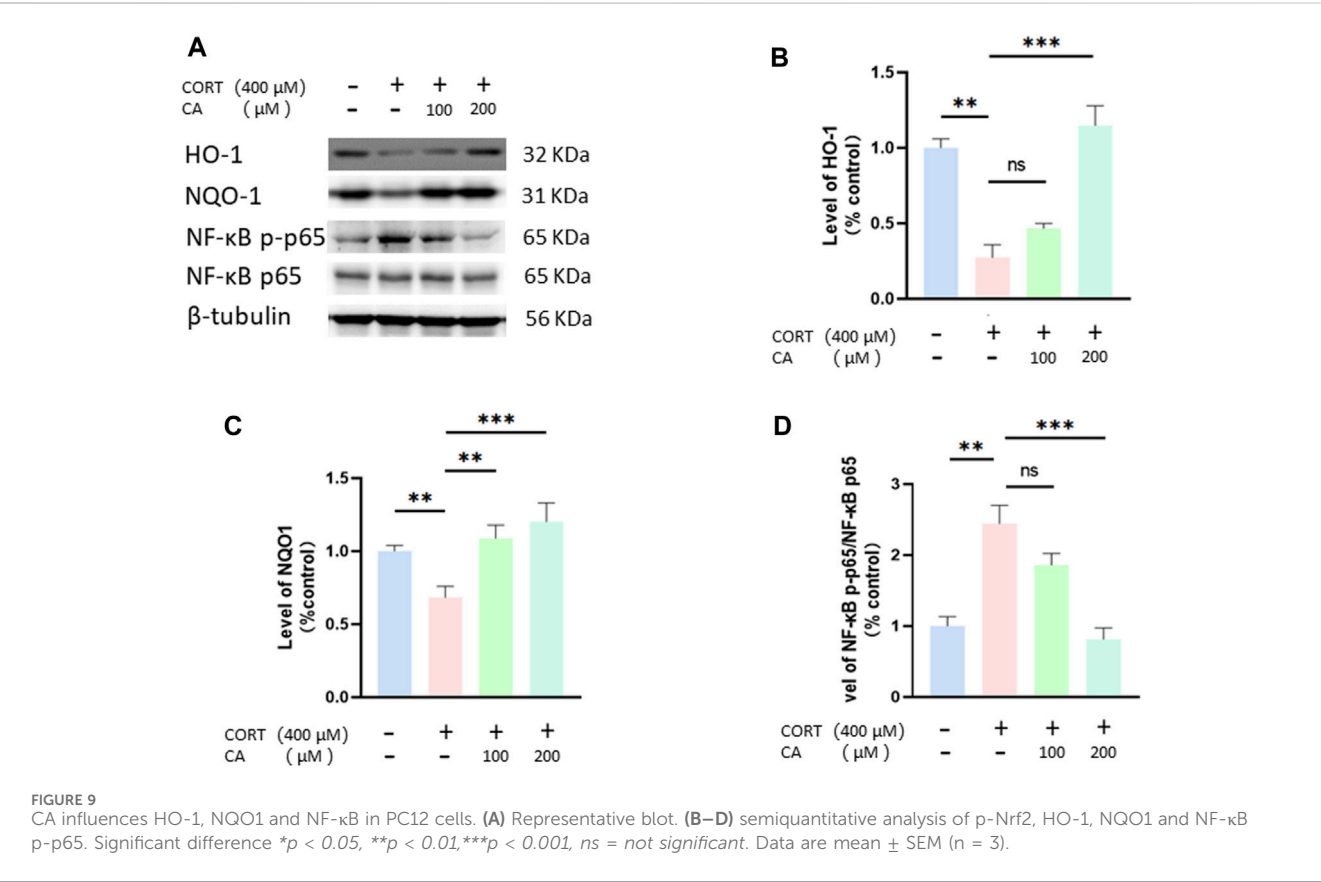 A
CORT (400 μM) - + + +
CA ( μM ) - - 100 200
HO-1 32 KDa
NQO-1 31 KDa
NF-κB p-p65 65 KDa
NF-κB p65 65 KDa
β-tubulin 56 KDa
B
Level of HO-1
(% control)
1.5
1.0
0.5
0.0
***
**
ns
CORT (400 μM) - + + +
CA ( μM ) - - 100 200
C
Level of NQO1
(%control)
1.5
1.0
0.5
0.0
***
**
**
CORT (400 μM) - + + +
CA ( μM ) - - 100 200
D
vel of NF-κB p-p65/NF-κB p65
(% control)
3
2
1
0
***
**
ns
CORT (400 μM) - + + +
CA ( μM ) - - 100 200
FIGURE 9
CA influences HO-1, NQO1 and NF-κB in PC12 cells. (A) Representative blot. (B–D) semiquantitative analysis of p-Nrf2, HO-1, NQO1 and NF-κB
p-p65. Significant difference *p < 0.05, **p < 0.01,***p < 0.001, ns = not significant. Data are mean ± SEM (n = 3).